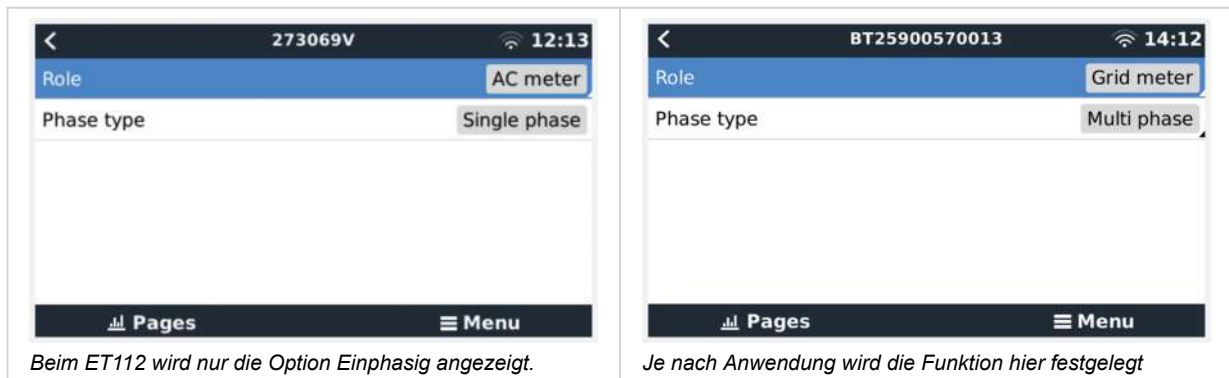 273069V 12:13
Role AC meter
Phase type Single phase
Pages Menu
Beim ET112 wird nur die Option Einphasig angezeigt.
BT25900570013 14:12
Role Grid meter
Phase type Multi phase
Pages Menu
Je nach Anwendung wird die Funktion hier festgelegt